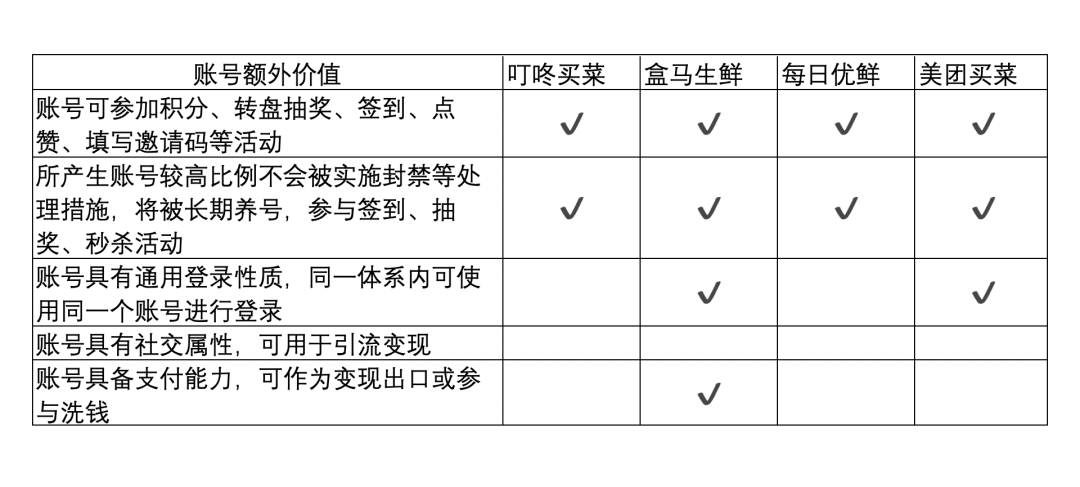 账号额外价值 叮咚买菜 盒马生鲜 每日优鲜 美团买菜
账号可参加积分、转盘抽奖、签到、点
赞、填写邀请码等活动 ✓ ✓ ✓ ✓
所产生账号较高比例不会被实施封禁等处
理措施，将被长期养号，参与签到、抽 ✓ ✓ ✓ ✓
奖、秒杀活动
账号具有通用登录性质，同一体系内可使
用同一个账号进行登录 ✓ ✓
账号具有社交属性，可用于引流变现
账号具备支付能力，可作为变现出口或参
与洗钱 ✓